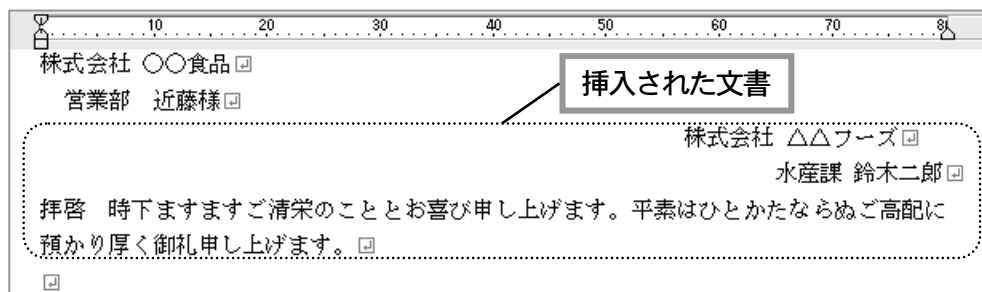 10 20 30 40 50 60 70 80
株式会社 〇〇食品
営業部 近藤様
挿入された文書
株式会社 △△フーズ
水産課 鈴木二郎
拝啓 時下ますますご清栄のこととお喜び申し上げます。平素はひとかたならぬご高配に
預かり厚く御礼申し上げます。